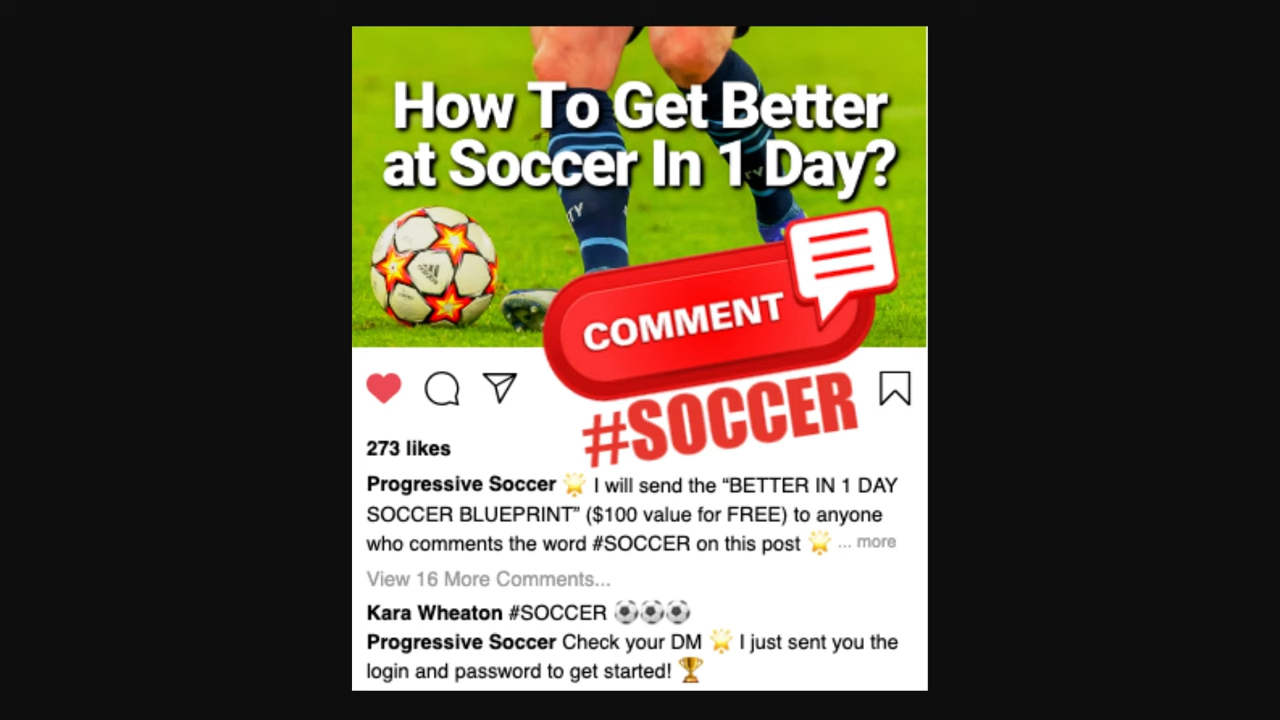 How To Get Better
at Soccer In 1 Day?
TY
TY
adidas
COMMENT
#SOCCER
273 likes
Progressive Soccer 🌟 I will send the “BETTER IN 1 DAY
SOCCER BLUEPRINT” ($100 value for FREE) to anyone
who comments the word #SOCCER on this post 🌟 ... more
View 16 More Comments...
Kara Wheaton #SOCCER ⚽⚽⚽
Progressive Soccer Check your DM 🌟 I just sent you the
login and password to get started! 🏆